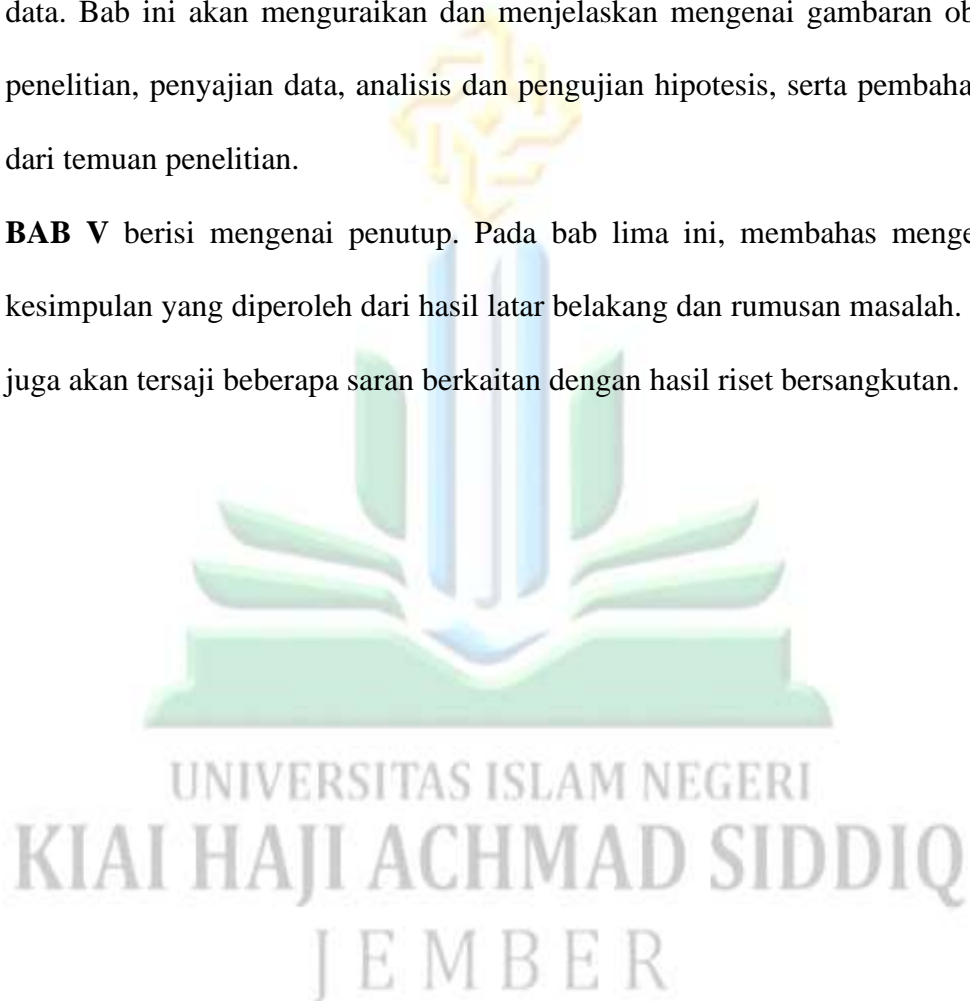 data. Bab ini akan menguraikan dan menjelaskan mengenai gambaran ob
penelitian, penyajian data, analisis dan pengujian hipotesis, serta pembaha
dari temuan penelitian.
BAB V berisi mengenai penutup. Pada bab lima ini, membahas menge
kesimpulan yang diperoleh dari hasil latar belakang dan rumusan masalah.
juga akan tersaji beberapa saran berkaitan dengan hasil riset bersangkutan.
UNIVERSITAS ISLAM NEGERI
KIAI HAJI ACHMAD SIDDIQ
JEMBER